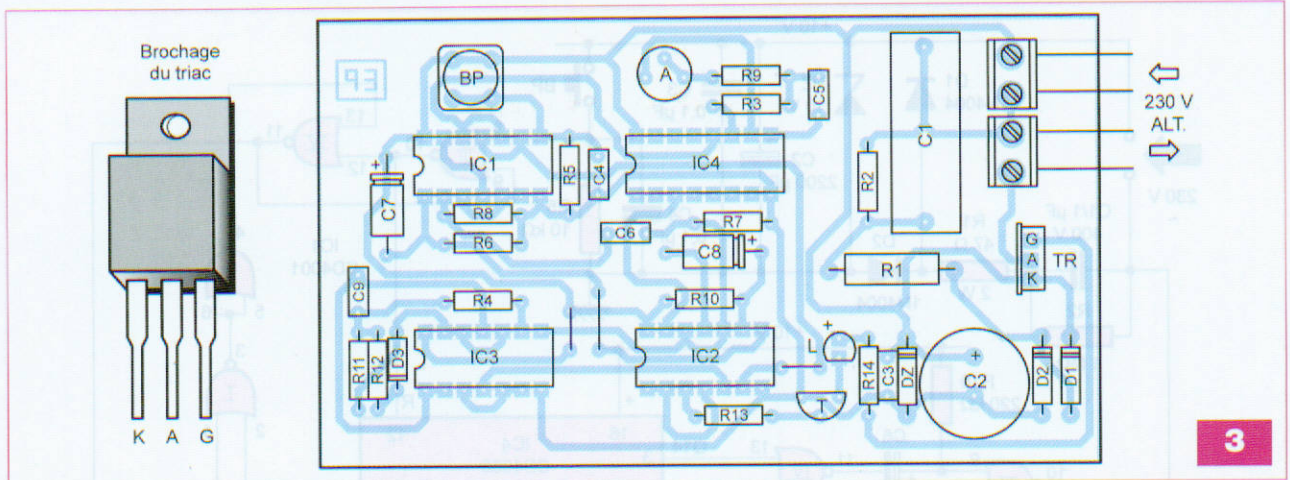 Brochage
du triac
K A G
EP
BP
A
R9
R3
C5
IC1
R5
C4
IC4
C7
R8
R6
C6
R7
C8
R2
C1
230 V
ALT.
R1
G
A
K
TR
C9
R4
R10
R11
R12
D3
IC3
IC2
L
T
R13
R14
C3
DZ
C2
D2
D1
3